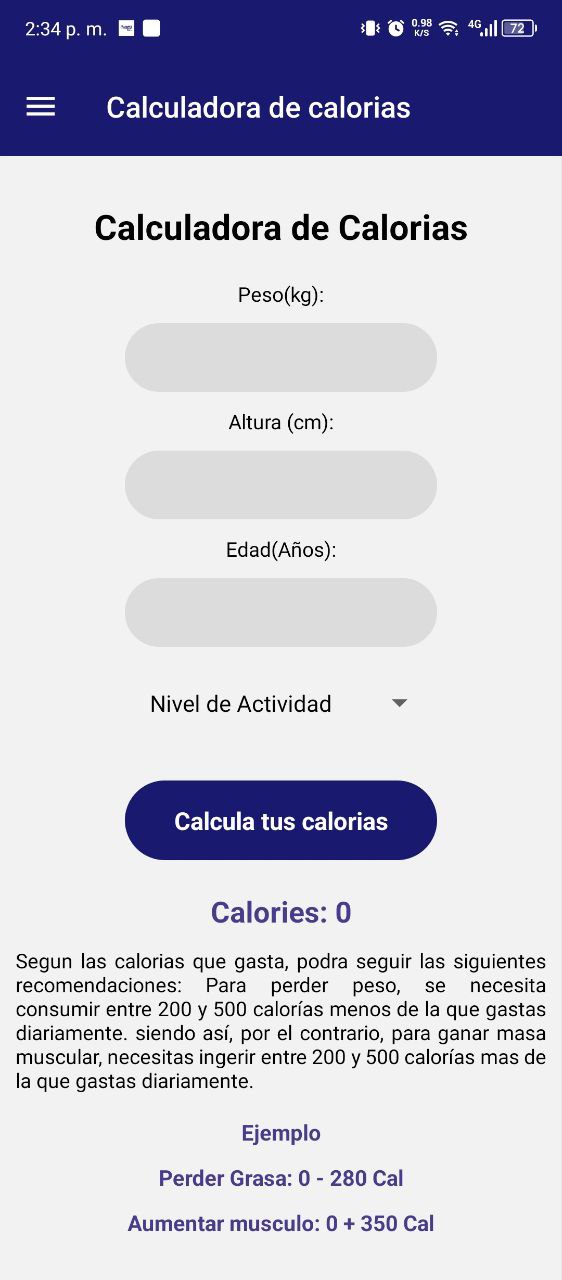 2:34 p. m. 0.98 K/S 4G 72
Calculadora de calorias
Calculadora de Calorias
Peso(kg):
Altura (cm):
Edad(Años):
Nivel de Actividad
Calcula tus calorias
Calories: 0
Segun las calorias que gasta, podra seguir las siguientes
recomendaciones: Para perder peso, se necesita
consumir entre 200 y 500 calorías menos de la que gastas
diariamente. siendo así, por el contrario, para ganar masa
muscular, necesitas ingerir entre 200 y 500 calorías mas de
la que gastas diariamente.
Ejemplo
Perder Grasa: 0 - 280 Cal
Aumentar musculo: 0 + 350 Cal